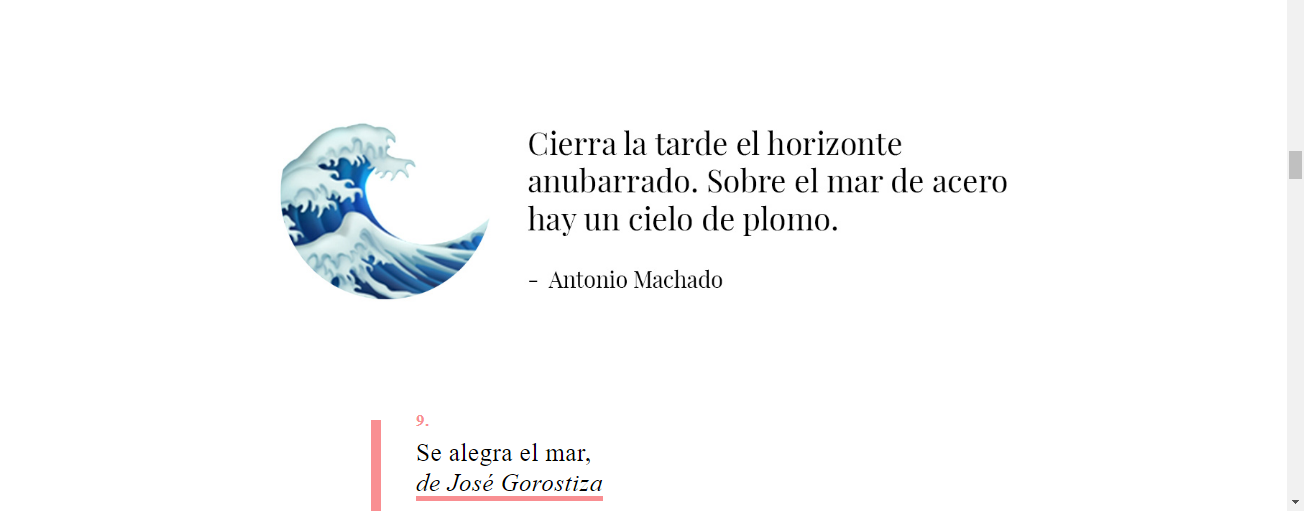 Cierra la tarde el horizonte
anubarrado. Sobre el mar de acero
hay un cielo de plomo.
- Antonio Machado
9.
Se alegra el mar,
de José Gorostiza